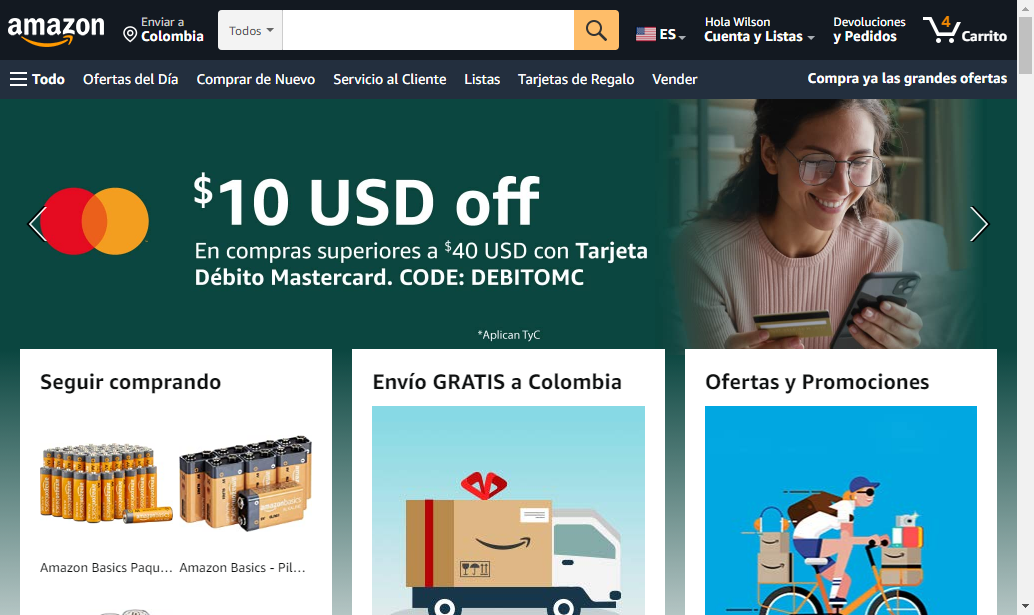 amazon
Enviar a
Colombia
Todos
ES
Hola Wilson
Cuenta y Listas
Devoluciones
y Pedidos
4
Carrito
Todo
Ofertas del Día
Comprar de Nuevo
Servicio al Cliente
Listas
Tarjetas de Regalo
Vender
Compra ya las grandes ofertas
$10 USD off
En compras superiores a $40 USD con Tarjeta
Débito Mastercard. CODE: DEBITOMC
*Aplican TyC
Seguir comprando
Envío GRATIS a Colombia
Ofertas y Promociones
amazonbasics
Amazon Basics Paqu...
Amazon Basics - Pil...